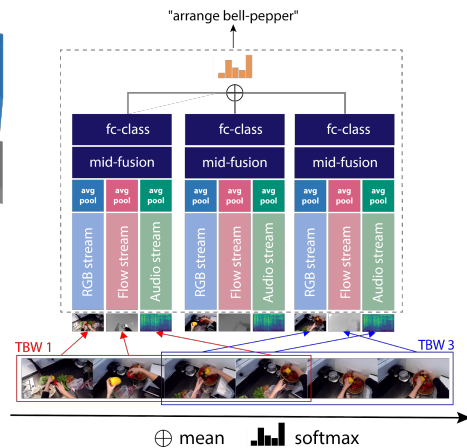 "arrange bell-pepper"
fc-class fc-class fc-class
mid-fusion mid-fusion mid-fusion
avg pool avg pool avg pool avg pool avg pool avg pool avg pool avg pool avg pool
RGB stream Flow stream Audio stream RGB stream Flow stream Audio stream RGB stream Flow stream Audio stream
TBW 1 TBW 3
mean softmax